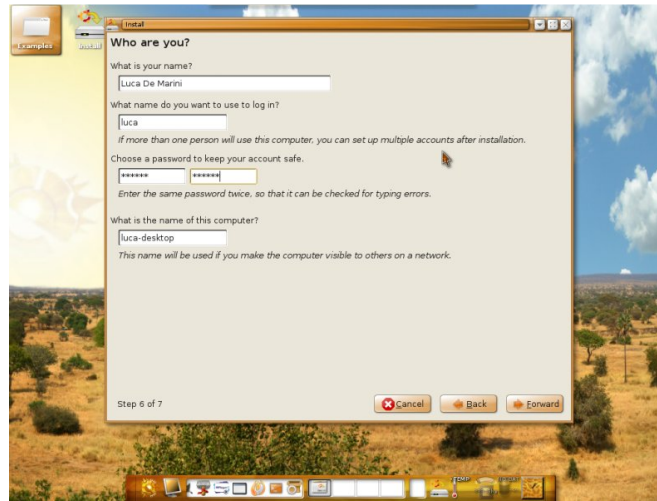 Install
Examples
Install
Who are you?
What is your name?
Luca De Marini
What name do you want to use to log in?
luca
If more than one person will use this computer, you can set up multiple accounts after installation.
Choose a password to keep your account safe.
****** ******
Enter the same password twice, so that it can be checked for typing errors.
What is the name of this computer?
luca-desktop
This name will be used if you make the computer visible to others on a network.
Step 6 of 7
Cancel Back Forward
TEMP